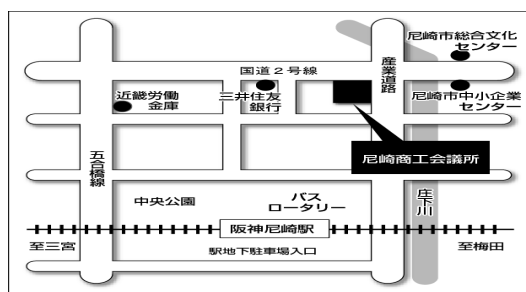 尼崎市総合文化
センター
国道２号線
産業道路
近畿労働
金庫
三井住友
銀行
尼崎市中小企業
センター
尼崎商工会議所
五合橋線
中央公園
バス
ロータリー
庄下川
阪神尼崎駅
至三宮
至梅田
駅地下駐車場入口